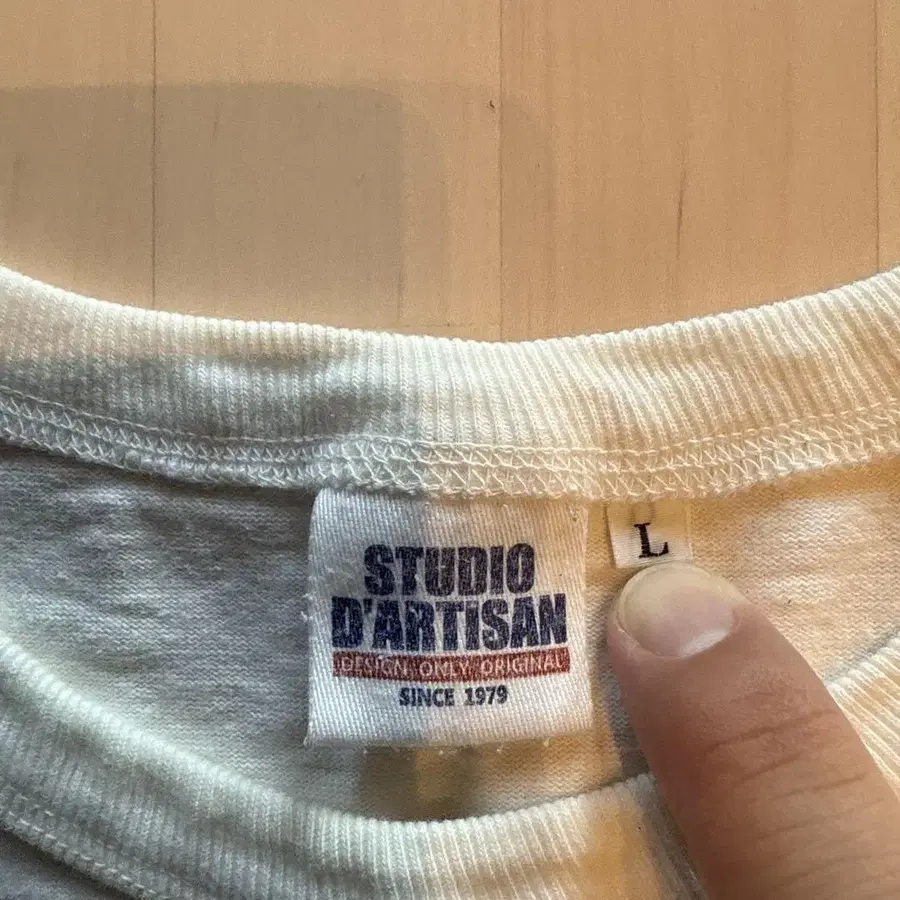 STUDIO
D'ARTISAN
DESIGN ONLY ORIGINAL
SINCE 1979
L